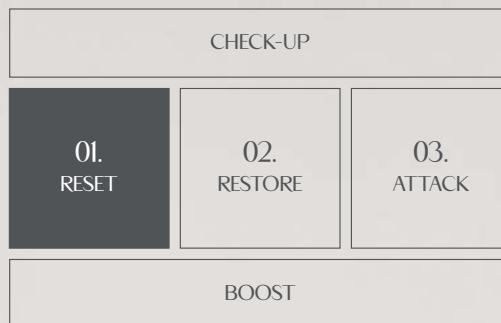 CHECK-UP
01.
RESET
02.
RESTORE
03.
ATTACK
BOOST